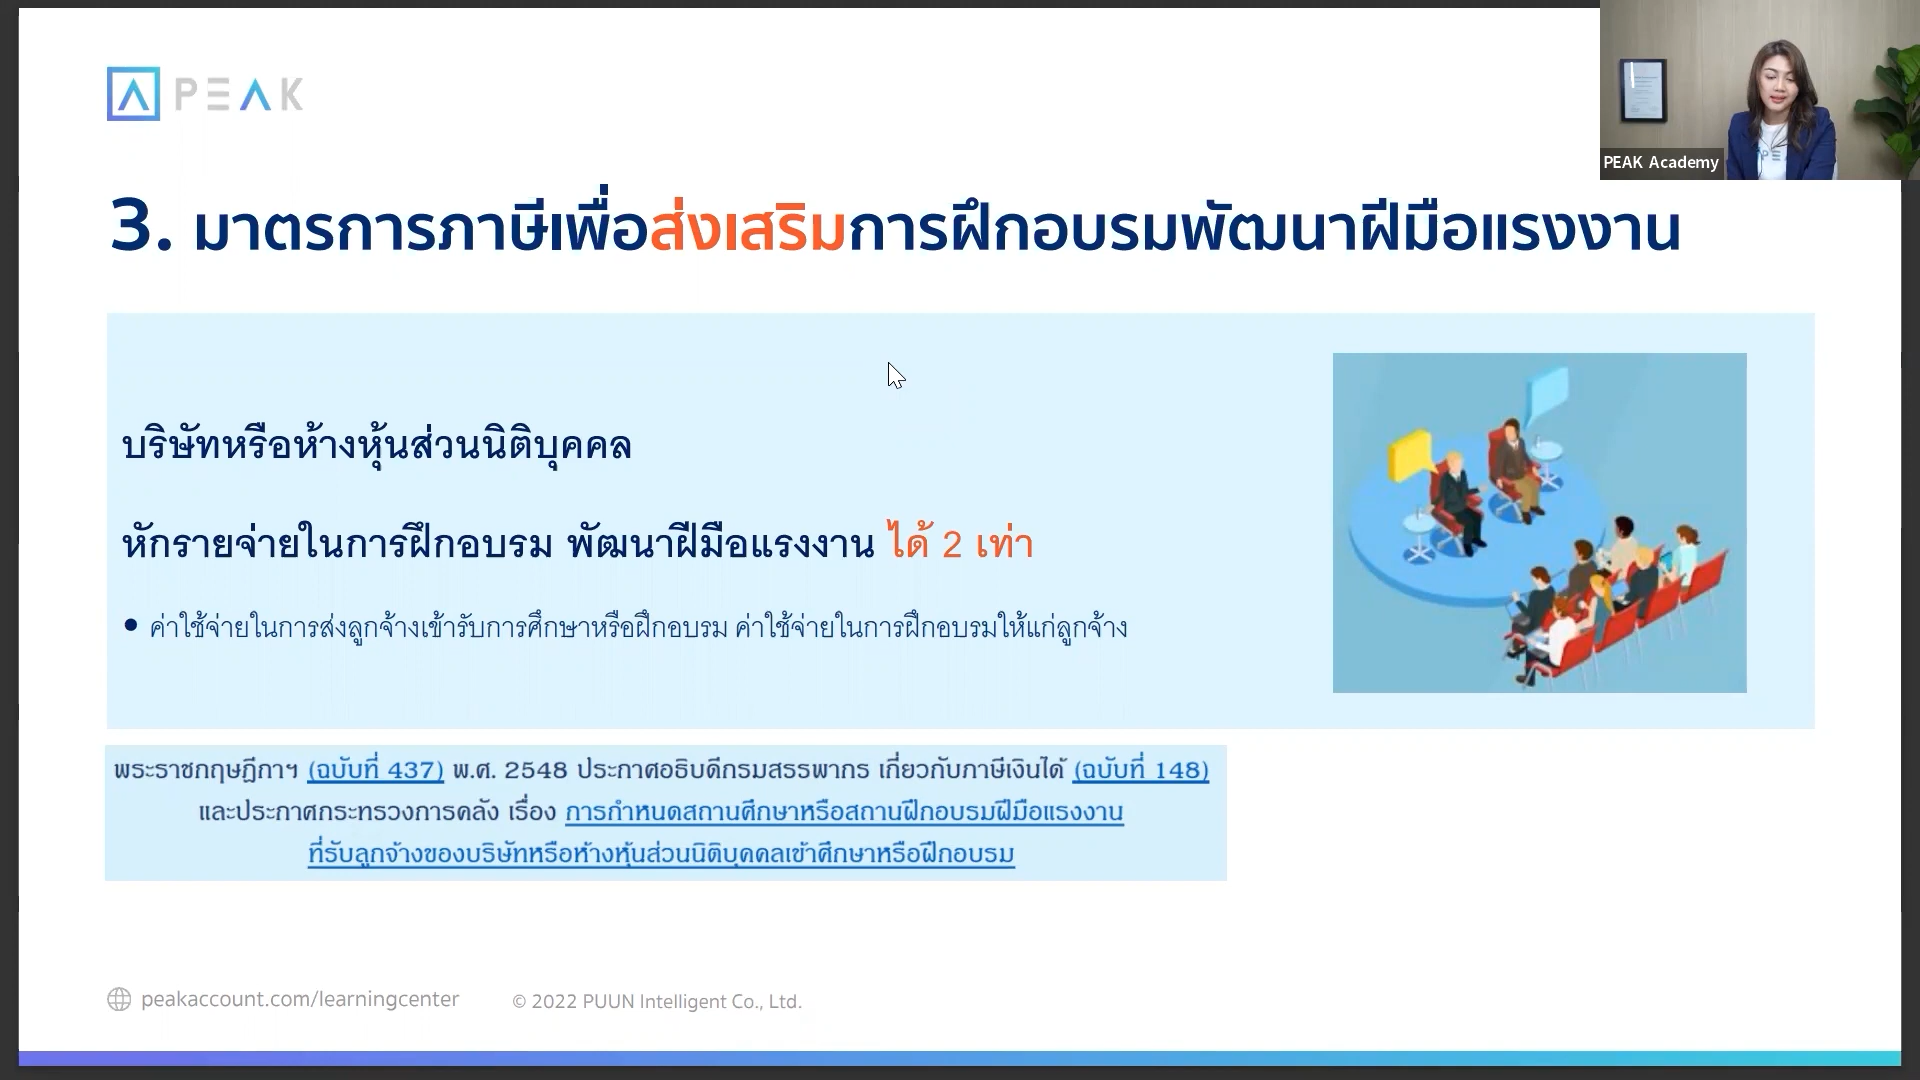 PEAK
PEAK Academy
3. มาตรการภาษีเพื่อส่งเสริมการฝึกอบรมพัฒนาฝีมือแรงงาน
บริษัทหรือห้างหุ้นส่วนนิติบุคคล
หักรายจ่ายในการฝึกอบรม พัฒนาฝีมือแรงงาน ได้ 2 เท่า
• ค่าใช้จ่ายในการส่งลูกจ้างเข้ารับการศึกษาหรือฝึกอบรม ค่าใช้จ่ายในการฝึกอบรมให้แก่ลูกจ้าง
พระราชกฤษฎีกาฯ (ฉบับที่ 437) พ.ศ. 2548 ประกาศอธิบดีกรมสรรพากร เกี่ยวกับภาษีเงินได้ (ฉบับที่ 148)
และประกาศกระทรวงการคลัง เรื่อง การกำหนดสถานศึกษาหรือสถานฝึกอบรมฝีมือแรงงาน
ที่รับลูกจ้างของบริษัทหรือห้างหุ้นส่วนนิติบุคคลเข้าศึกษาหรือฝึกอบรม
peakaccount.com/learningcenter
© 2022 PUUN Intelligent Co., Ltd.